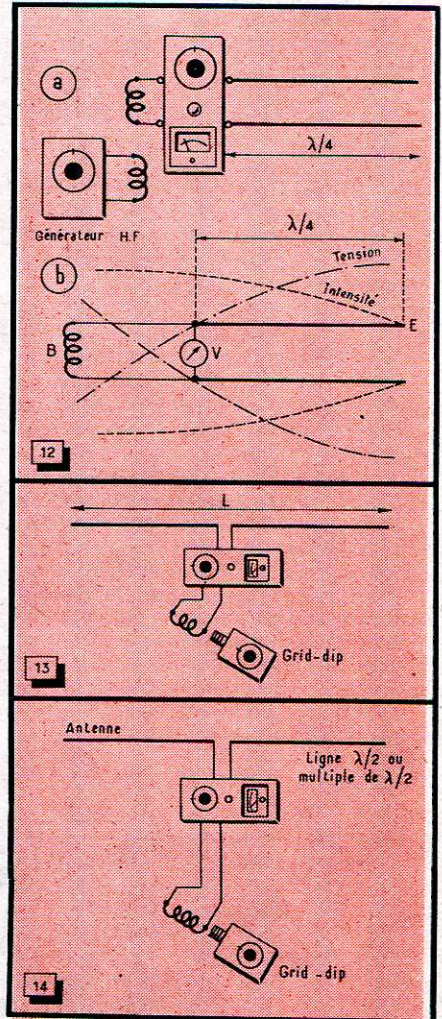 a
λ/4
Générateur H.F
λ/4
Tension
b
Intensité
E
B
V
12
L
Grid-dip
13
Antenne
Ligne λ/2 ou
multiple de λ/2
Grid-dip
14